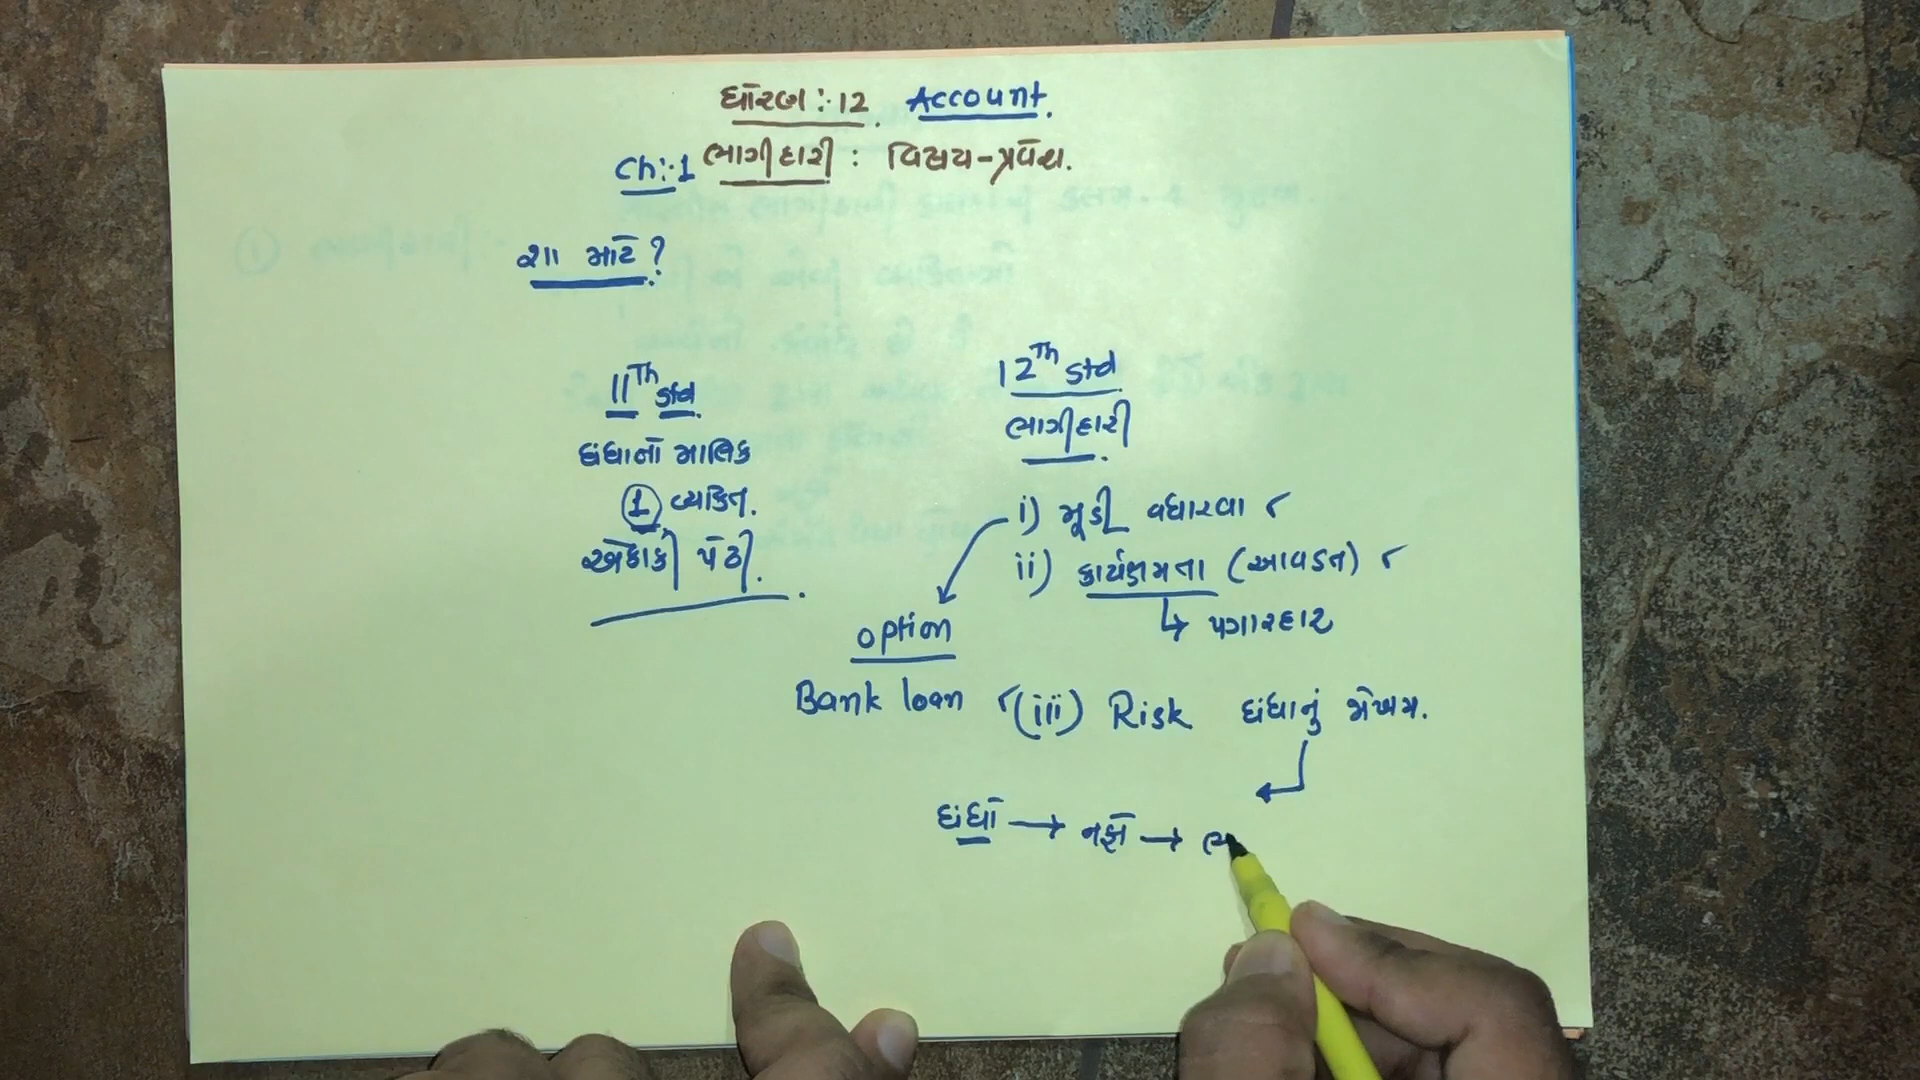 ધોરણ : 12 Account.
Ch: 1 ભાગીદારી : વિષય-પ્રવેશ.
શા માટે ?
11Th Std.
ધંધાનો માલિક
1 વ્યકિત.
એકાકી પેઢી.
12Th Std
ભાગીદારી
i) મૂડી વધારવા
ii) કાર્યક્ષમતા (આવડત)
↳ પગારદાર
option
Bank loan
(iii) Risk ધંધાનું જોખમ.
ધંધો → નફો →